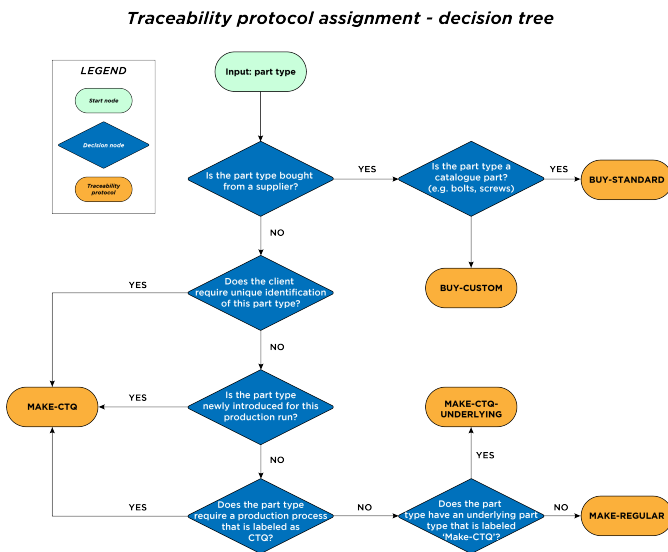 Traceability protocol assignment - decision tree
LEGEND
Start node
Decision node
Traceability
protocol
Input: part type
Is the part type bought
from a supplier?
YES
Is the part type a
catalogue part?
(e.g. bolts, screws)
YES
BUY-STANDARD
NO
BUY-CUSTOM
Does the client
require unique identification
of this part type?
YES
NO
MAKE-CTQ
YES
Is the part type
newly introduced for this
production run?
MAKE-CTQ-
UNDERLYING
NO
YES
Does the part type
require a production process
that is labeled as
CTQ?
YES
NO
Does the part
type have an underlying part
type that is labeled
‘Make-CTQ’?
NO
MAKE-REGULAR